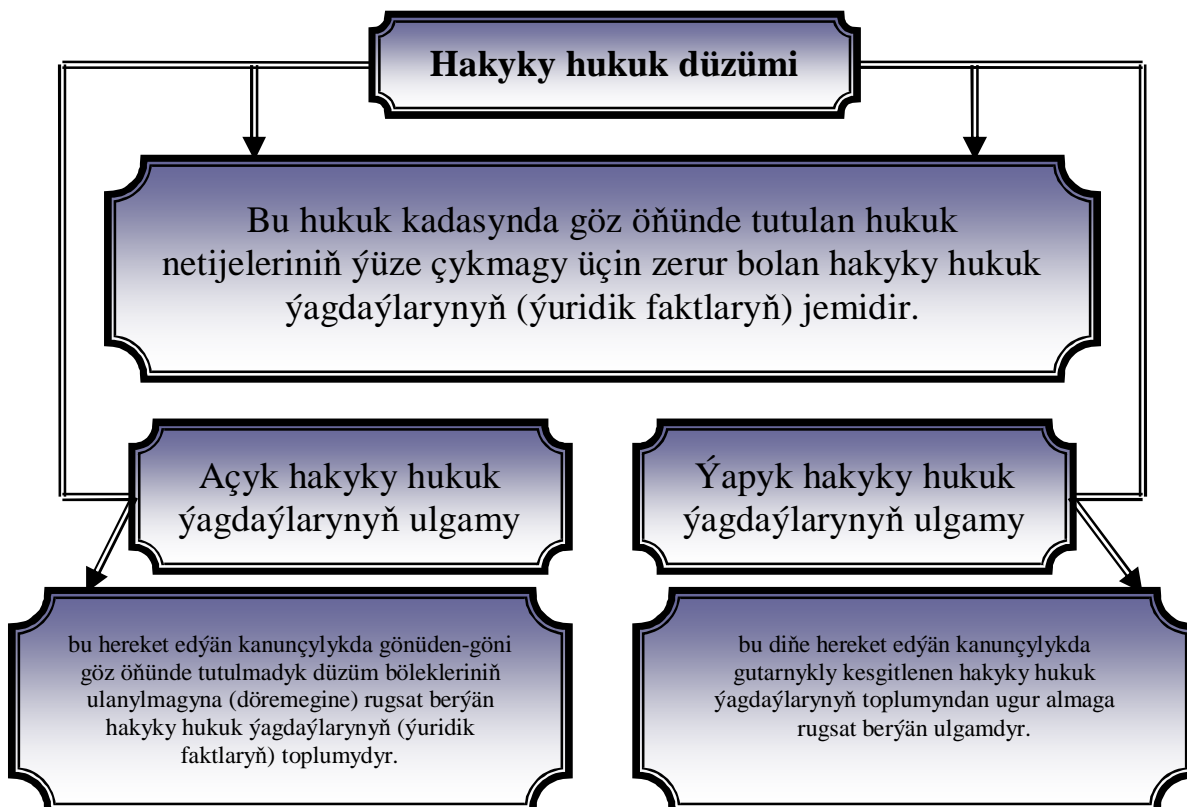 Hakyky hukuk düzümi
Bu hukuk kadasynda göz öňünde tutulan hukuk
netijeleriniň ýüze çykmagy üçin zerur bolan hakyky hukuk
ýagdaýlarynyň (ýuridik faktlaryň) jemidir.
Açyk hakyky hukuk
ýagdaýlarynyň ulgamy
Ýapyk hakyky hukuk
ýagdaýlarynyň ulgamy
bu hereket edýän kanunçylykda gönüden-göni
göz öňünde tutulmadyk düzüm bölekleriniň
ulanylmagyna (döremegine) rugsat berýän
hakyky hukuk ýagdaýlarynyň (ýuridik
faktlaryň) toplumydyr.
bu diňe hereket edýän kanunçylykda
gutarnykly kesgitlenen hakyky hukuk
ýagdaýlarynyň toplumyndan ugur almaga
rugsat berýän ulgamdyr.